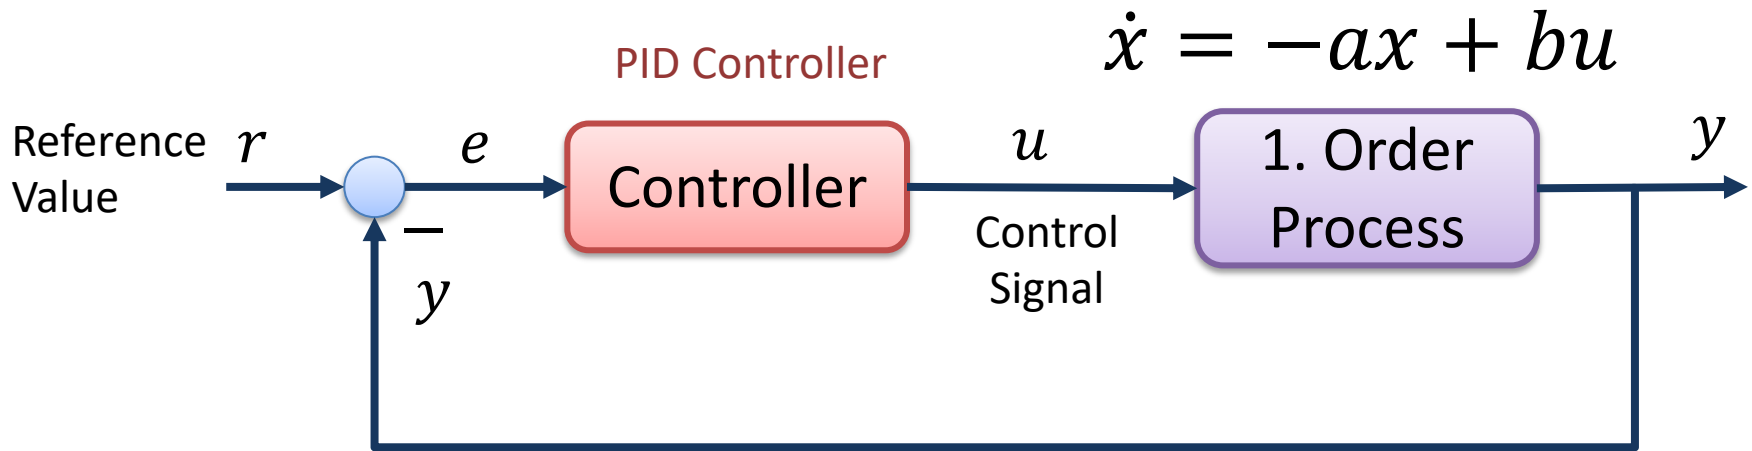 ẋ = −ax + bu
PID Controller
Reference
Value
r
e
Controller
u
Control
Signal
1. Order
Process
y
−
y